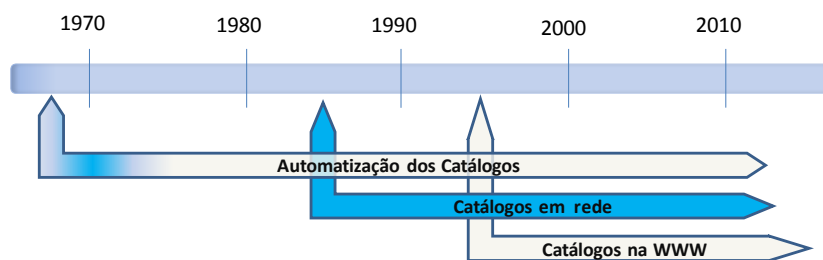 1970 1980 1990 2000 2010
Automatização dos Catálogos
Catálogos em rede
Catálogos na WWW